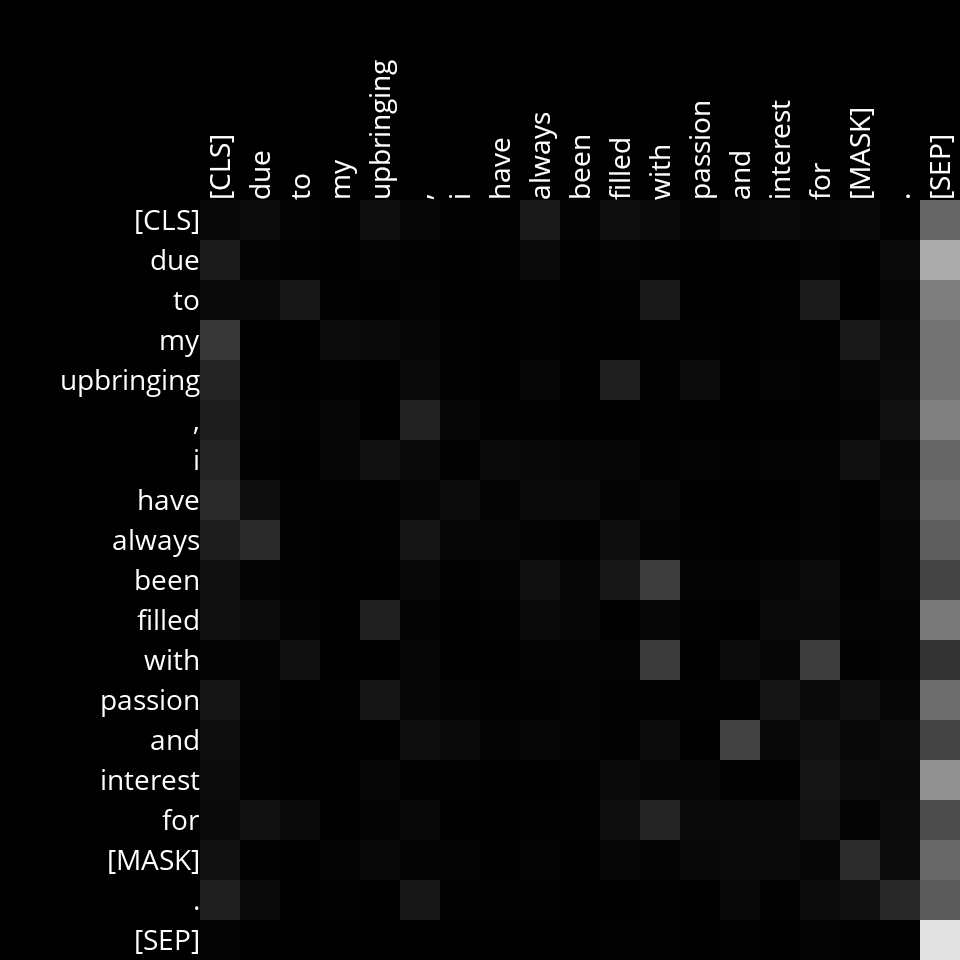 [CLS]
due
to
my
upbringing
,
i
have
always
been
filled
with
passion
and
interest
for
[MASK]
.
[SEP]
[CLS]
due
to
my
upbringing
,
i
have
always
been
filled
with
passion
and
interest
for
[MASK]
.
[SEP]